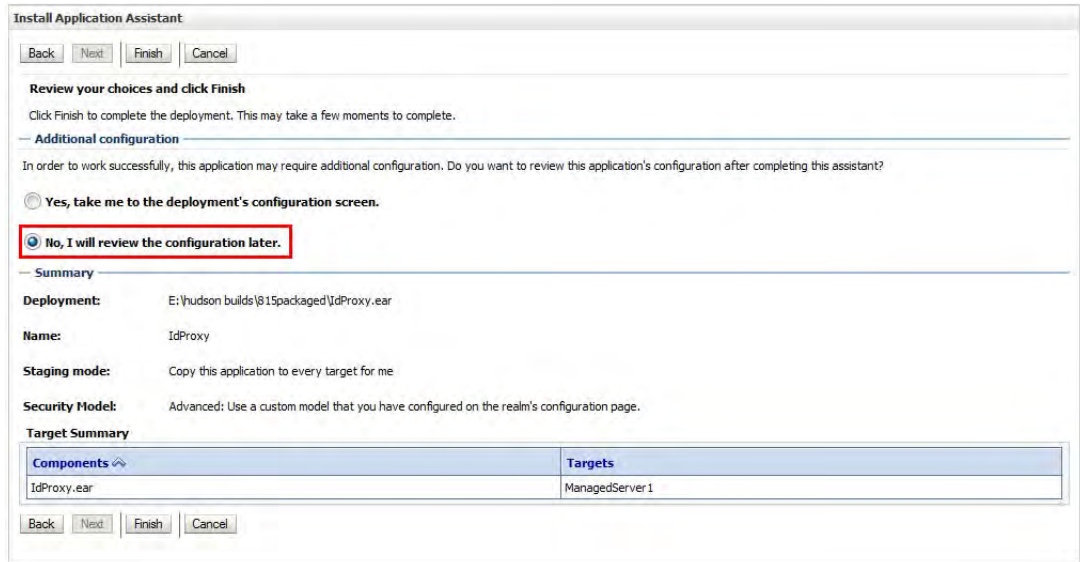 Install Application Assistant
Back Next Finish Cancel
Review your choices and click Finish
Click Finish to complete the deployment. This may take a few moments to complete.
Additional configuration
In order to work successfully, this application may require additional configuration. Do you want to review this application's configuration after completing this assistant?
Yes, take me to the deployment's configuration screen.
No, I will review the configuration later.
Summary
Deployment: E:\hudson builds\815packaged\IdProxy.ear
Name: IdProxy
Staging mode: Copy this application to every target for me
Security Model: Advanced: Use a custom model that you have configured on the realm's configuration page.
Target Summary
Components Targets
IdProxy.ear ManagedServer1
Back Next Finish Cancel